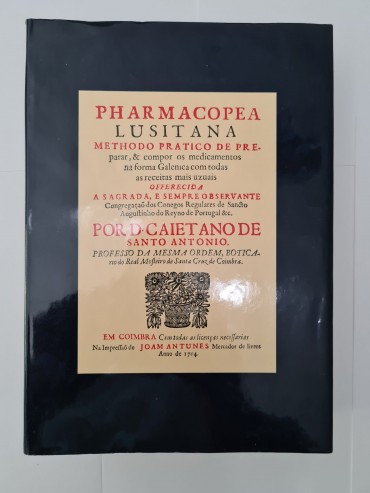 PHARMACOPEA
LUSITANA
METHODO PRATICO DE PRE-
parar, & compor os medicamentos
na forma Galenica com todas
as receitas mais uzuais
OFFERECIDA
A SAGRADA, E SEMPRE OBSERVANTE
Congregaçaõ dos Conegos Regulares de Sancto
Augustinho do Reyno de Portugal &c.
POR D. CAIETANO DE
SANTO ANTONIO.
PROFESSO DA MESMA ORDEM, BOTICA-
rio do Real Mosteiro de Santa Cruz de Coimbra.
EM COIMBRA Com todas as licenças necessarias
Na Impressaõ de JOAM ANTUNES Mercador de livros
Anno de 1704